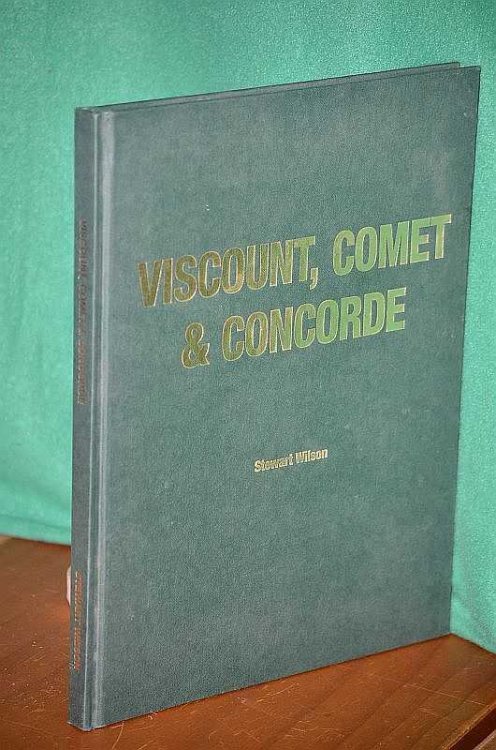 VISCOUNT, COMET
& CONCORDE
Stewart Wilson